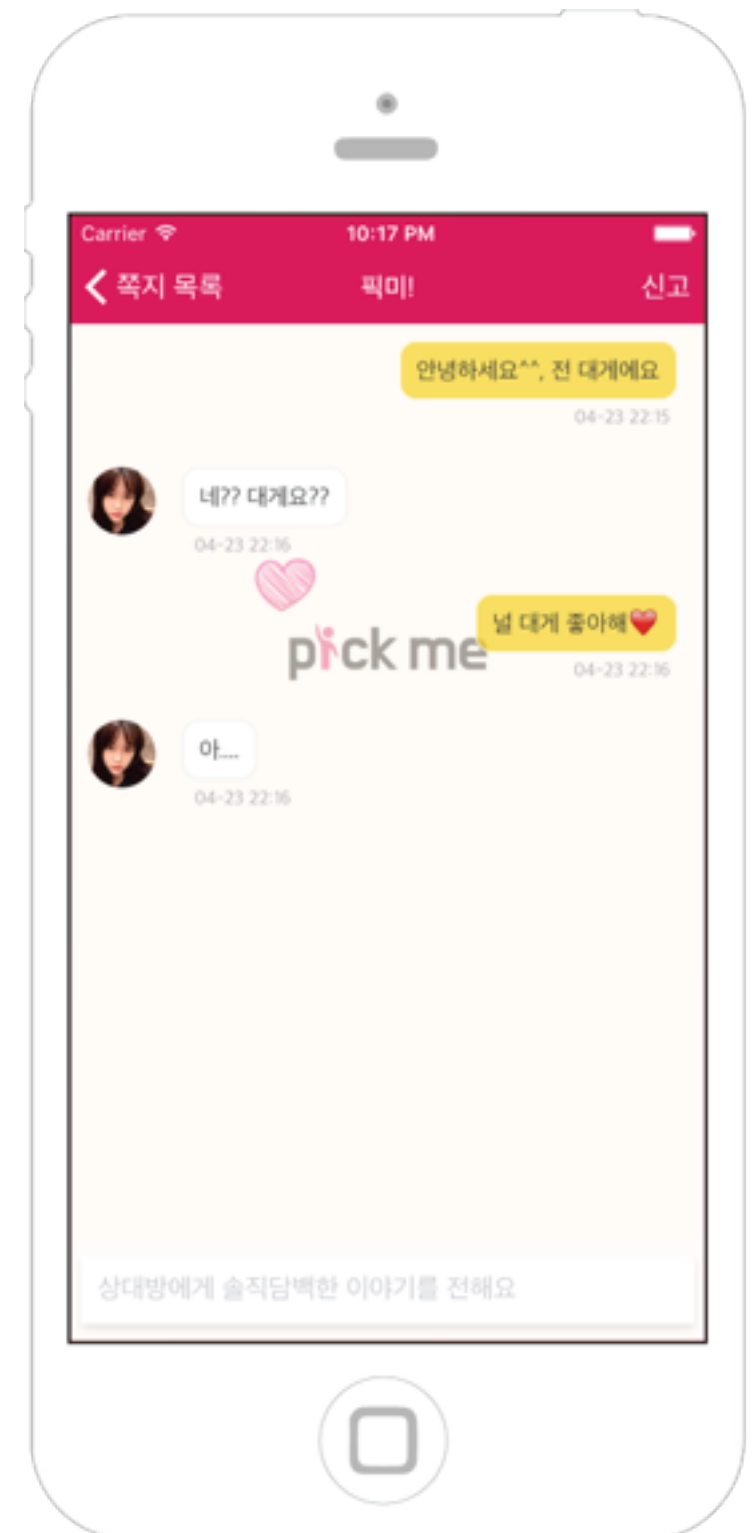 Carrier
10:17 PM
쪽지 목록
픽미!
신고
안녕하세요^^, 전 대게에요
04-23 22:15
네?? 대게요??
04-23 22:16
pick me
널 대게 좋아해❤️
04-23 22:16
아....
04-23 22:16
상대방에게 솔직담백한 이야기를 전해요